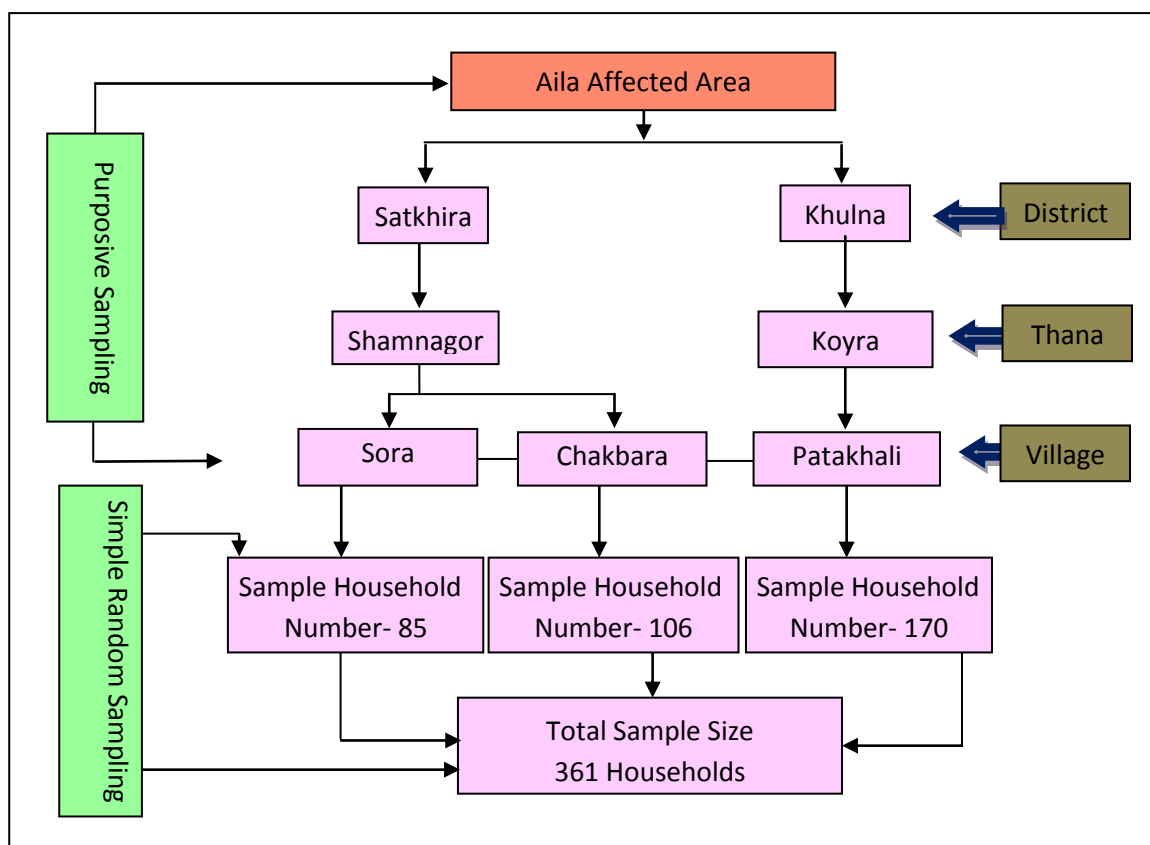 Aila Affected Area
Purposive Sampling
Satkhira
Khulna
District
Shamnagor
Koyra
Thana
Sora
Chakbara
Patakhali
Village
Simple Random Sampling
Sample Household
Number- 85
Sample Household
Number- 106
Sample Household
Number- 170
Total Sample Size
361 Households